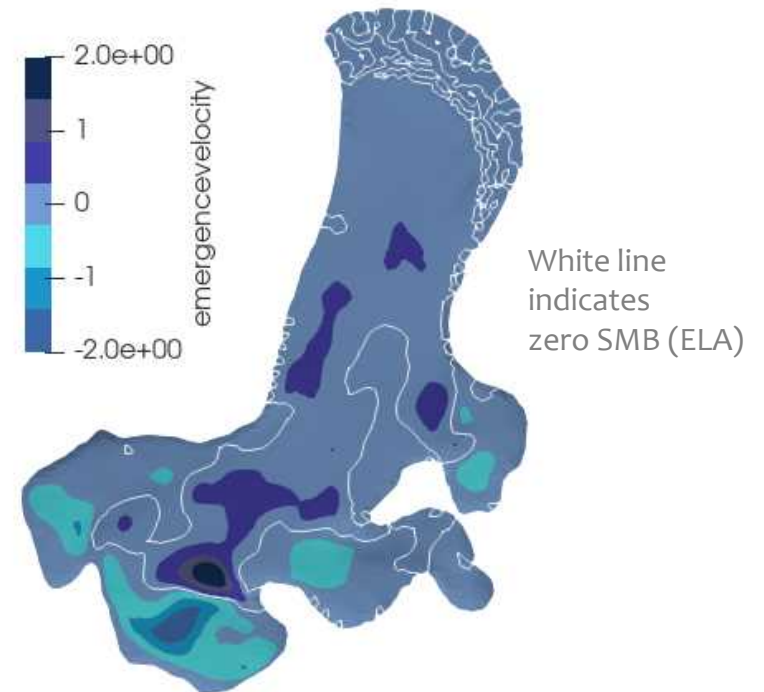 2.0e+00
1
0
-1
-2.0e+00
emergencevelocity
White line
indicates
zero SMB (ELA)